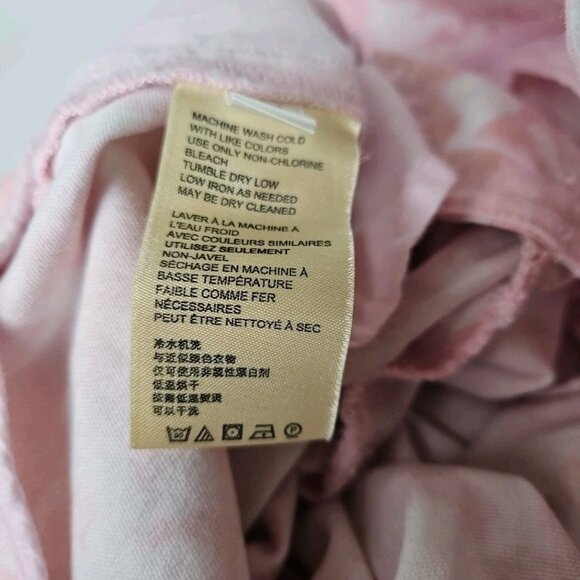 MACHINE WASH COLD
WITH LIKE COLORS
USE ONLY NON-CHLORINE
BLEACH
TUMBLE DRY LOW
LOW IRON AS NEEDED
MAY BE DRY CLEANED
LAVER À LA MACHINE A
L'EAU FROID
AVEC COULEURS SIMILAIRES
UTILISEZ SEULEMENT
NON-JAVEL
SÉCHAGE EN MACHINE À
BASSE TEMPÉRATURE
FAIBLE COMME FER
NÉCESSAIRES
PEUT ÊTRE NETTOYÉ À SEC
冷水机洗
与近似颜色衣物
仅可使用非氯性漂白剂
低温烘干
按需低温熨烫
可以干洗
30 P